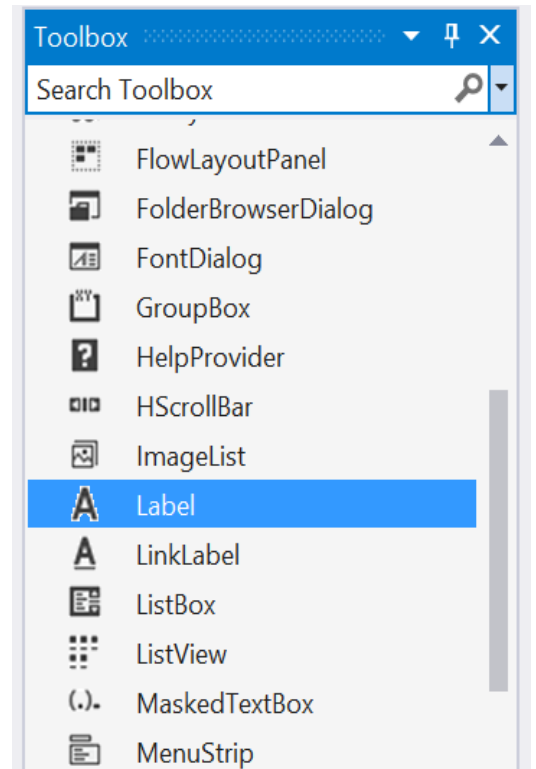 Toolbox
Search Toolbox
FlowLayoutPanel
FolderBrowserDialog
FontDialog
GroupBox
HelpProvider
HScrollBar
ImageList
Label
LinkLabel
ListBox
ListView
MaskedTextBox
MenuStrip